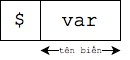 $ var
tên biến